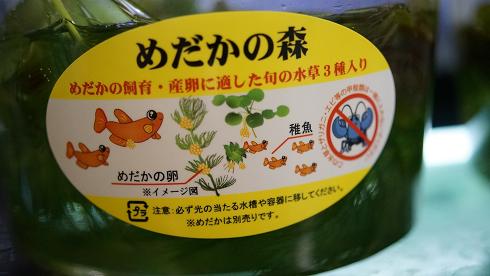 めだかの森
めだかの飼育・産卵に適した旬の水草3種入り
稚魚
めだかの卵
※イメージ図
プラ
注意:必ず光の当たる水槽や容器に移してください。
※めだかは別売りです。